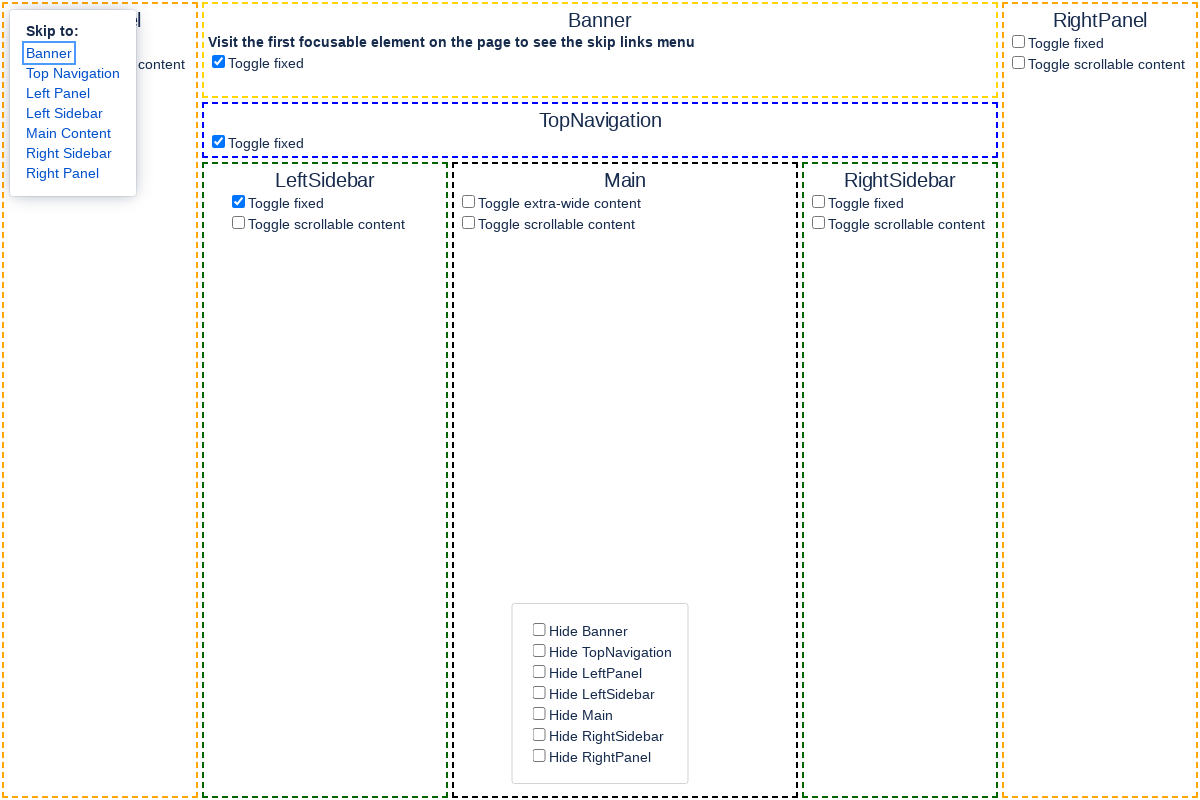 Skip to:
Banner
Top Navigation
Left Panel
Left Sidebar
Main Content
Right Sidebar
Right Panel
content
Banner
Visit the first focusable element on the page to see the skip links menu
Toggle fixed
TopNavigation
Toggle fixed
LeftSidebar
Toggle fixed
Toggle scrollable content
Main
Toggle extra-wide content
Toggle scrollable content
RightSidebar
Toggle fixed
Toggle scrollable content
RightPanel
Toggle fixed
Toggle scrollable content
Hide Banner
Hide TopNavigation
Hide LeftPanel
Hide LeftSidebar
Hide Main
Hide RightSidebar
Hide RightPanel